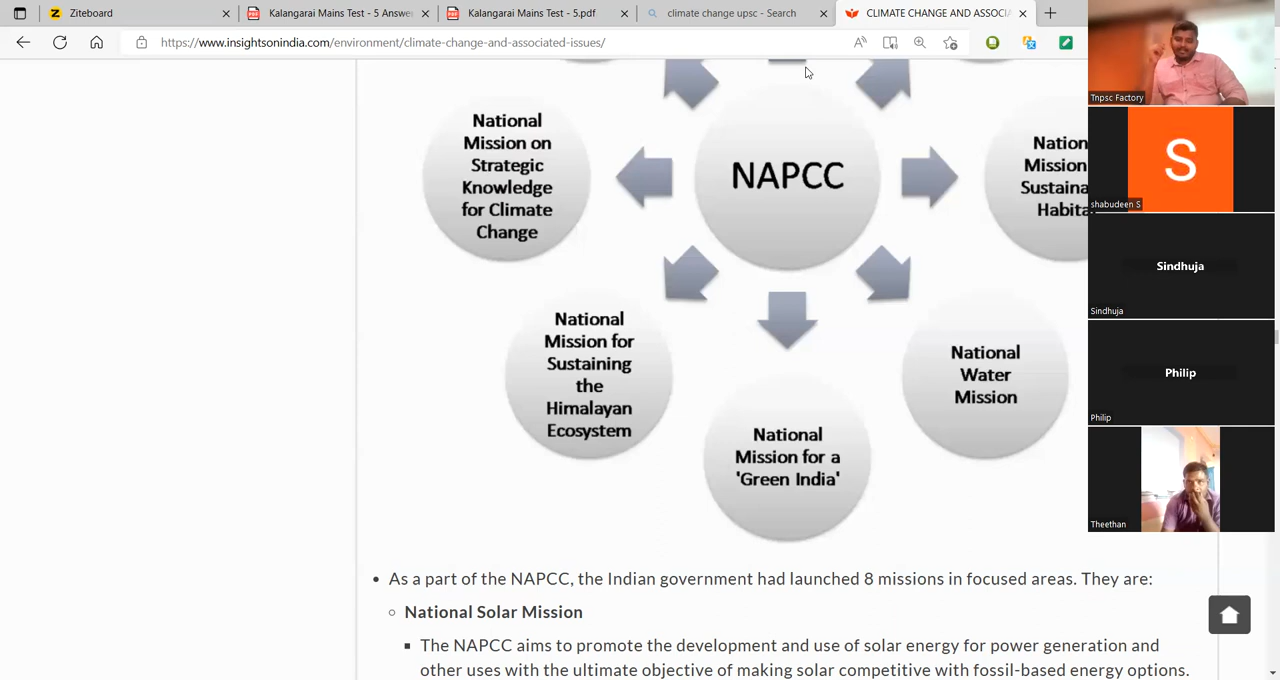 Ziteboard
Kalangarai Mains Test - 5 Answe
Kalangarai Mains Test - 5.pdf
climate change upsc - Search
CLIMATE CHANGE AND ASSOCIA
https://www.insightsonindia.com/environment/climate-change-and-associated-issues/
National
Mission on
Strategic
Knowledge
for Climate
Change
NAPCC
Nation
Mission
Sustaina
Habita
National
Mission for
Sustaining
the
Himalayan
Ecosystem
National
Mission for a
'Green India'
National
Water
Mission
• As a part of the NAPCC, the Indian government had launched 8 missions in focused areas. They are:
○ National Solar Mission
▪ The NAPCC aims to promote the development and use of solar energy for power generation and
other uses with the ultimate objective of making solar competitive with fossil-based energy options.
Tnpsc Factory
S
shabudeen S
Sindhuja
Sindhuja
Philip
Philip
Theethan